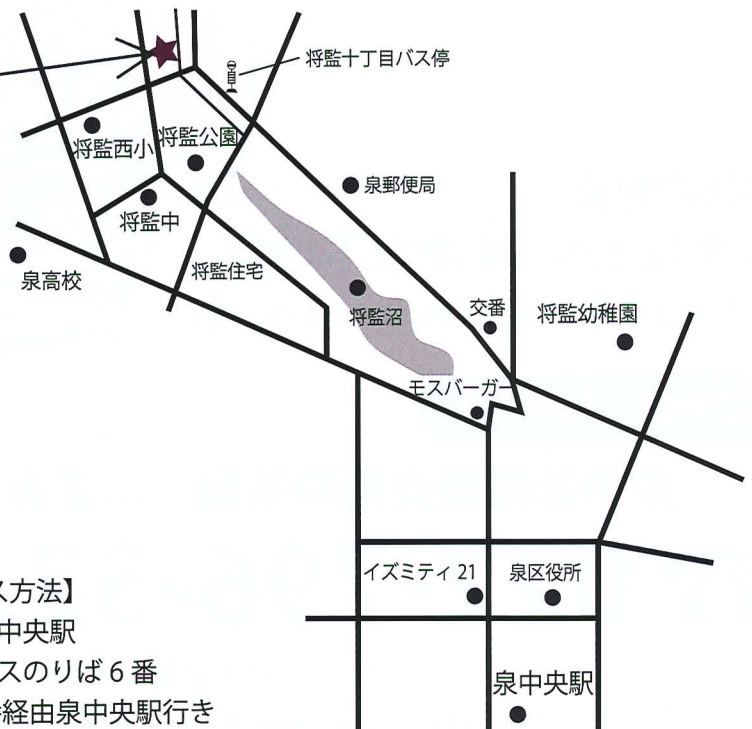 将監十丁目バス停
将監西小
将監公園
泉郵便局
将監中
泉高校
将監住宅
将監沼
交番
将監幼稚園
モスバーガー
イズミティ 21
泉区役所
泉中央駅
ス方法】
中央駅
スのりば 6 番
経由泉中央駅行き